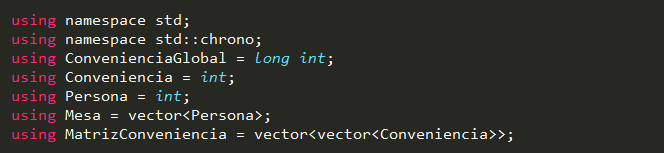 using namespace std;
using namespace std::chrono;
using ConvenienciaGlobal = long int;
using Conveniencia = int;
using Persona = int;
using Mesa = vector<Persona>;
using MatrizConveniencia = vector<vector<Conveniencia>>;